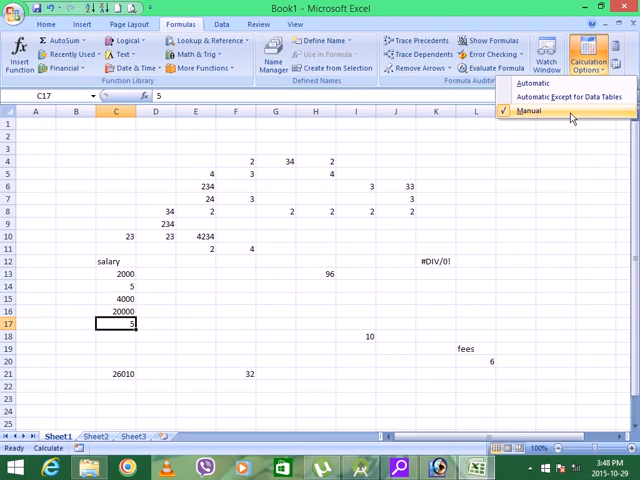 Book1 - Microsoft Excel
Home Insert Page Layout Formulas Data Review View
fx Insert Function
Σ AutoSum
Recently Used
Financial
Logical
Text
Date & Time
Lookup & Reference
Math & Trig
More Functions
Function Library
Name Manager
Define Name
Use in Formula
Create from Selection
Defined Names
Trace Precedents
Trace Dependents
Remove Arrows
Show Formulas
Error Checking
Evaluate Formula
Formula Auditing
Watch Window
Calculation Options
Automatic
Automatic Except for Data Tables
Manual
C17 fx 5
A B C D E F G H I J K L M
1
2
3
4 2 34 2
5 4 3 4
6 234 3 33
7 24 3 3
8 34 2 2 2 2 2
9 234
10 23 23 4234
11 2 4
12 salary #DIV/0!
13 2000 96
14 5
15 4000
16 20000
17 5
18 10
19 fees
20 6
21 26010 32
22
23
24
25
Sheet1 Sheet2 Sheet3
Ready Calculate 100%
3:48 PM
2015-10-29